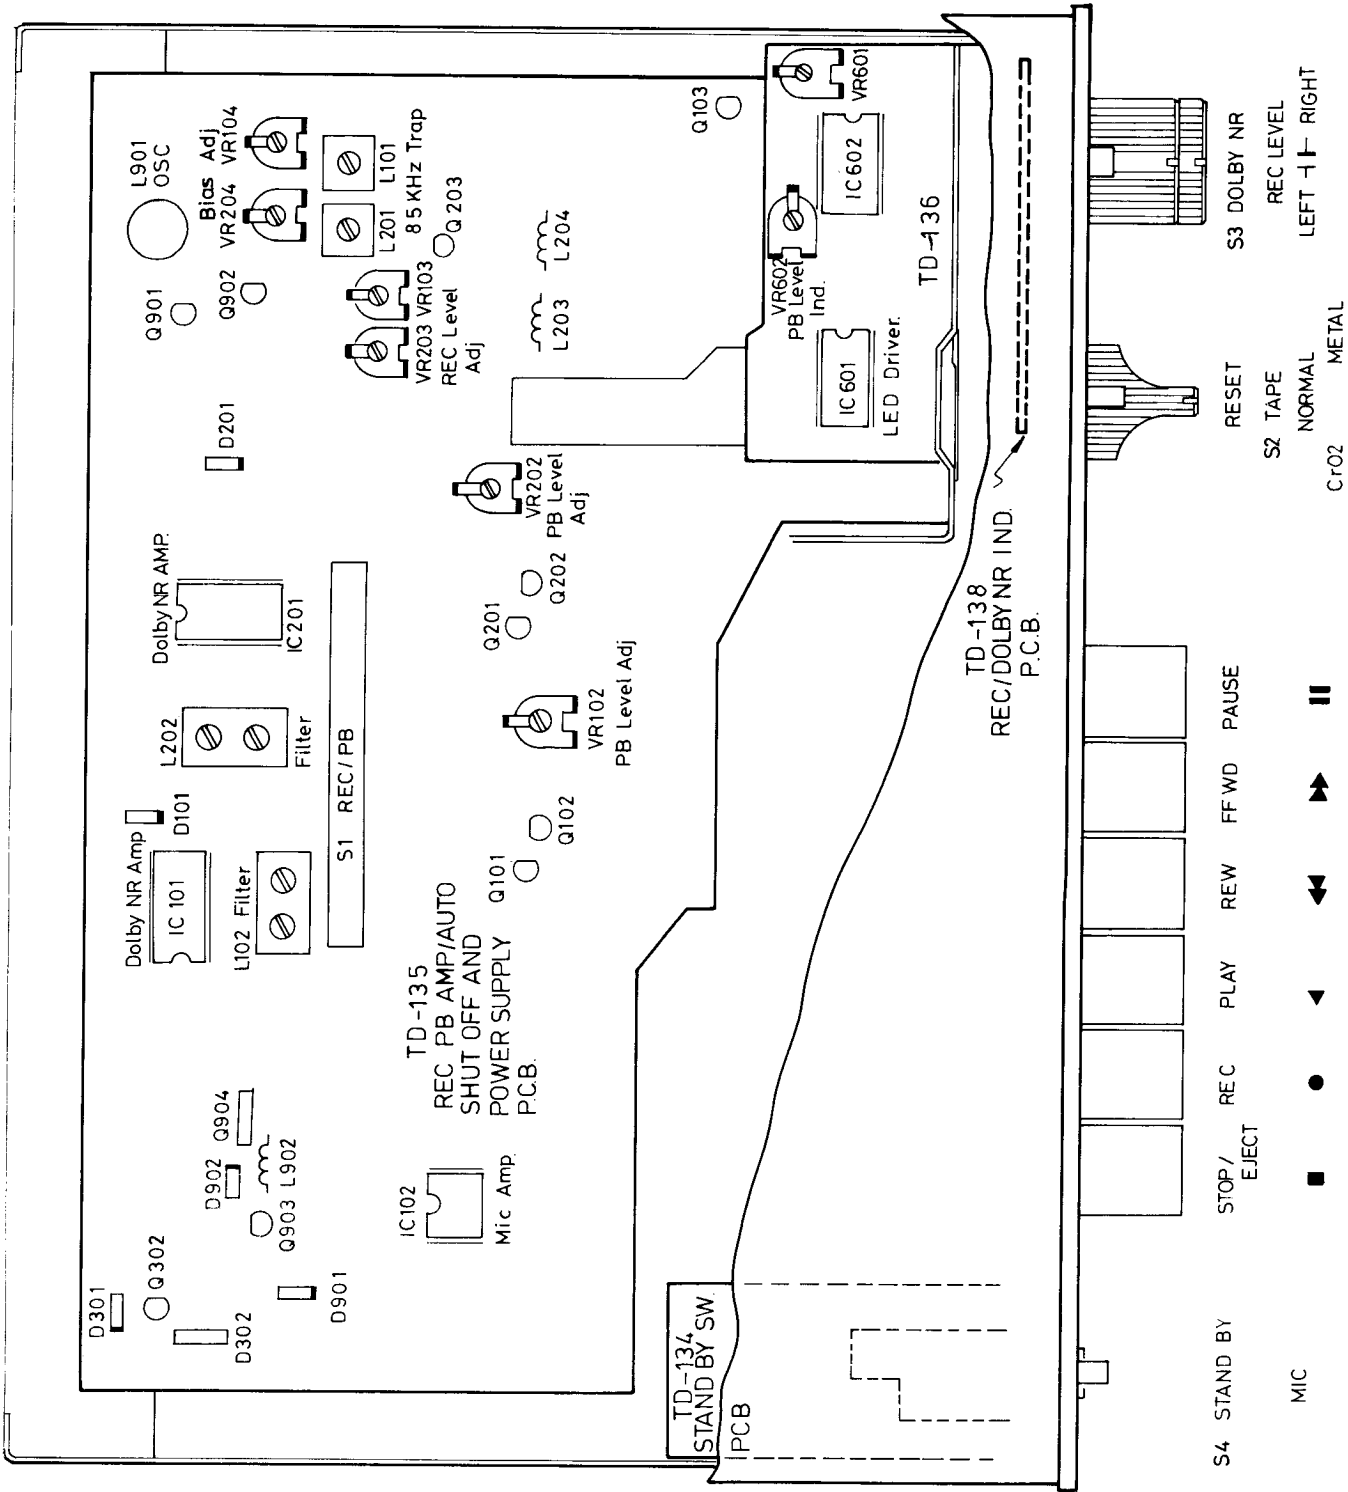 D301
Q302
D302
D902
Q904
Q903 L902
D901
Dolby NR Amp
IC 101
D101
L102 Filter
L202
Filter
Dolby NR AMP.
IC201
D201
S1 REC/PB
Q901
Q902
L901
OSC
Bias Adj
VR204 VR104
L201 L101
85KHz Trap
Q203
VR203 VR103
REC Level
Adj
L203
L204
IC102
Mic Amp.
TD-135
REC PB AMP/AUTO
SHUT OFF AND
POWER SUPPLY
P.C.B.
Q101
Q102
VR102
PB Level Adj
Q201
Q202
VR202
PB Level
Adj
Q103
VR601
IC602
VR602
PB Level
Ind.
IC601
LED Driver.
TD-136
TD-134
STAND BY SW.
PCB
TD-138
REC/DOLBY NR IND.
P.C.B.
S4 STAND BY
MIC
STOP/
EJECT
REC
PLAY
REW
FF WD
PAUSE
RESET
S2 TAPE
NORMAL
CrO2 METAL
S3 DOLBY NR
REC LEVEL
LEFT RIGHT